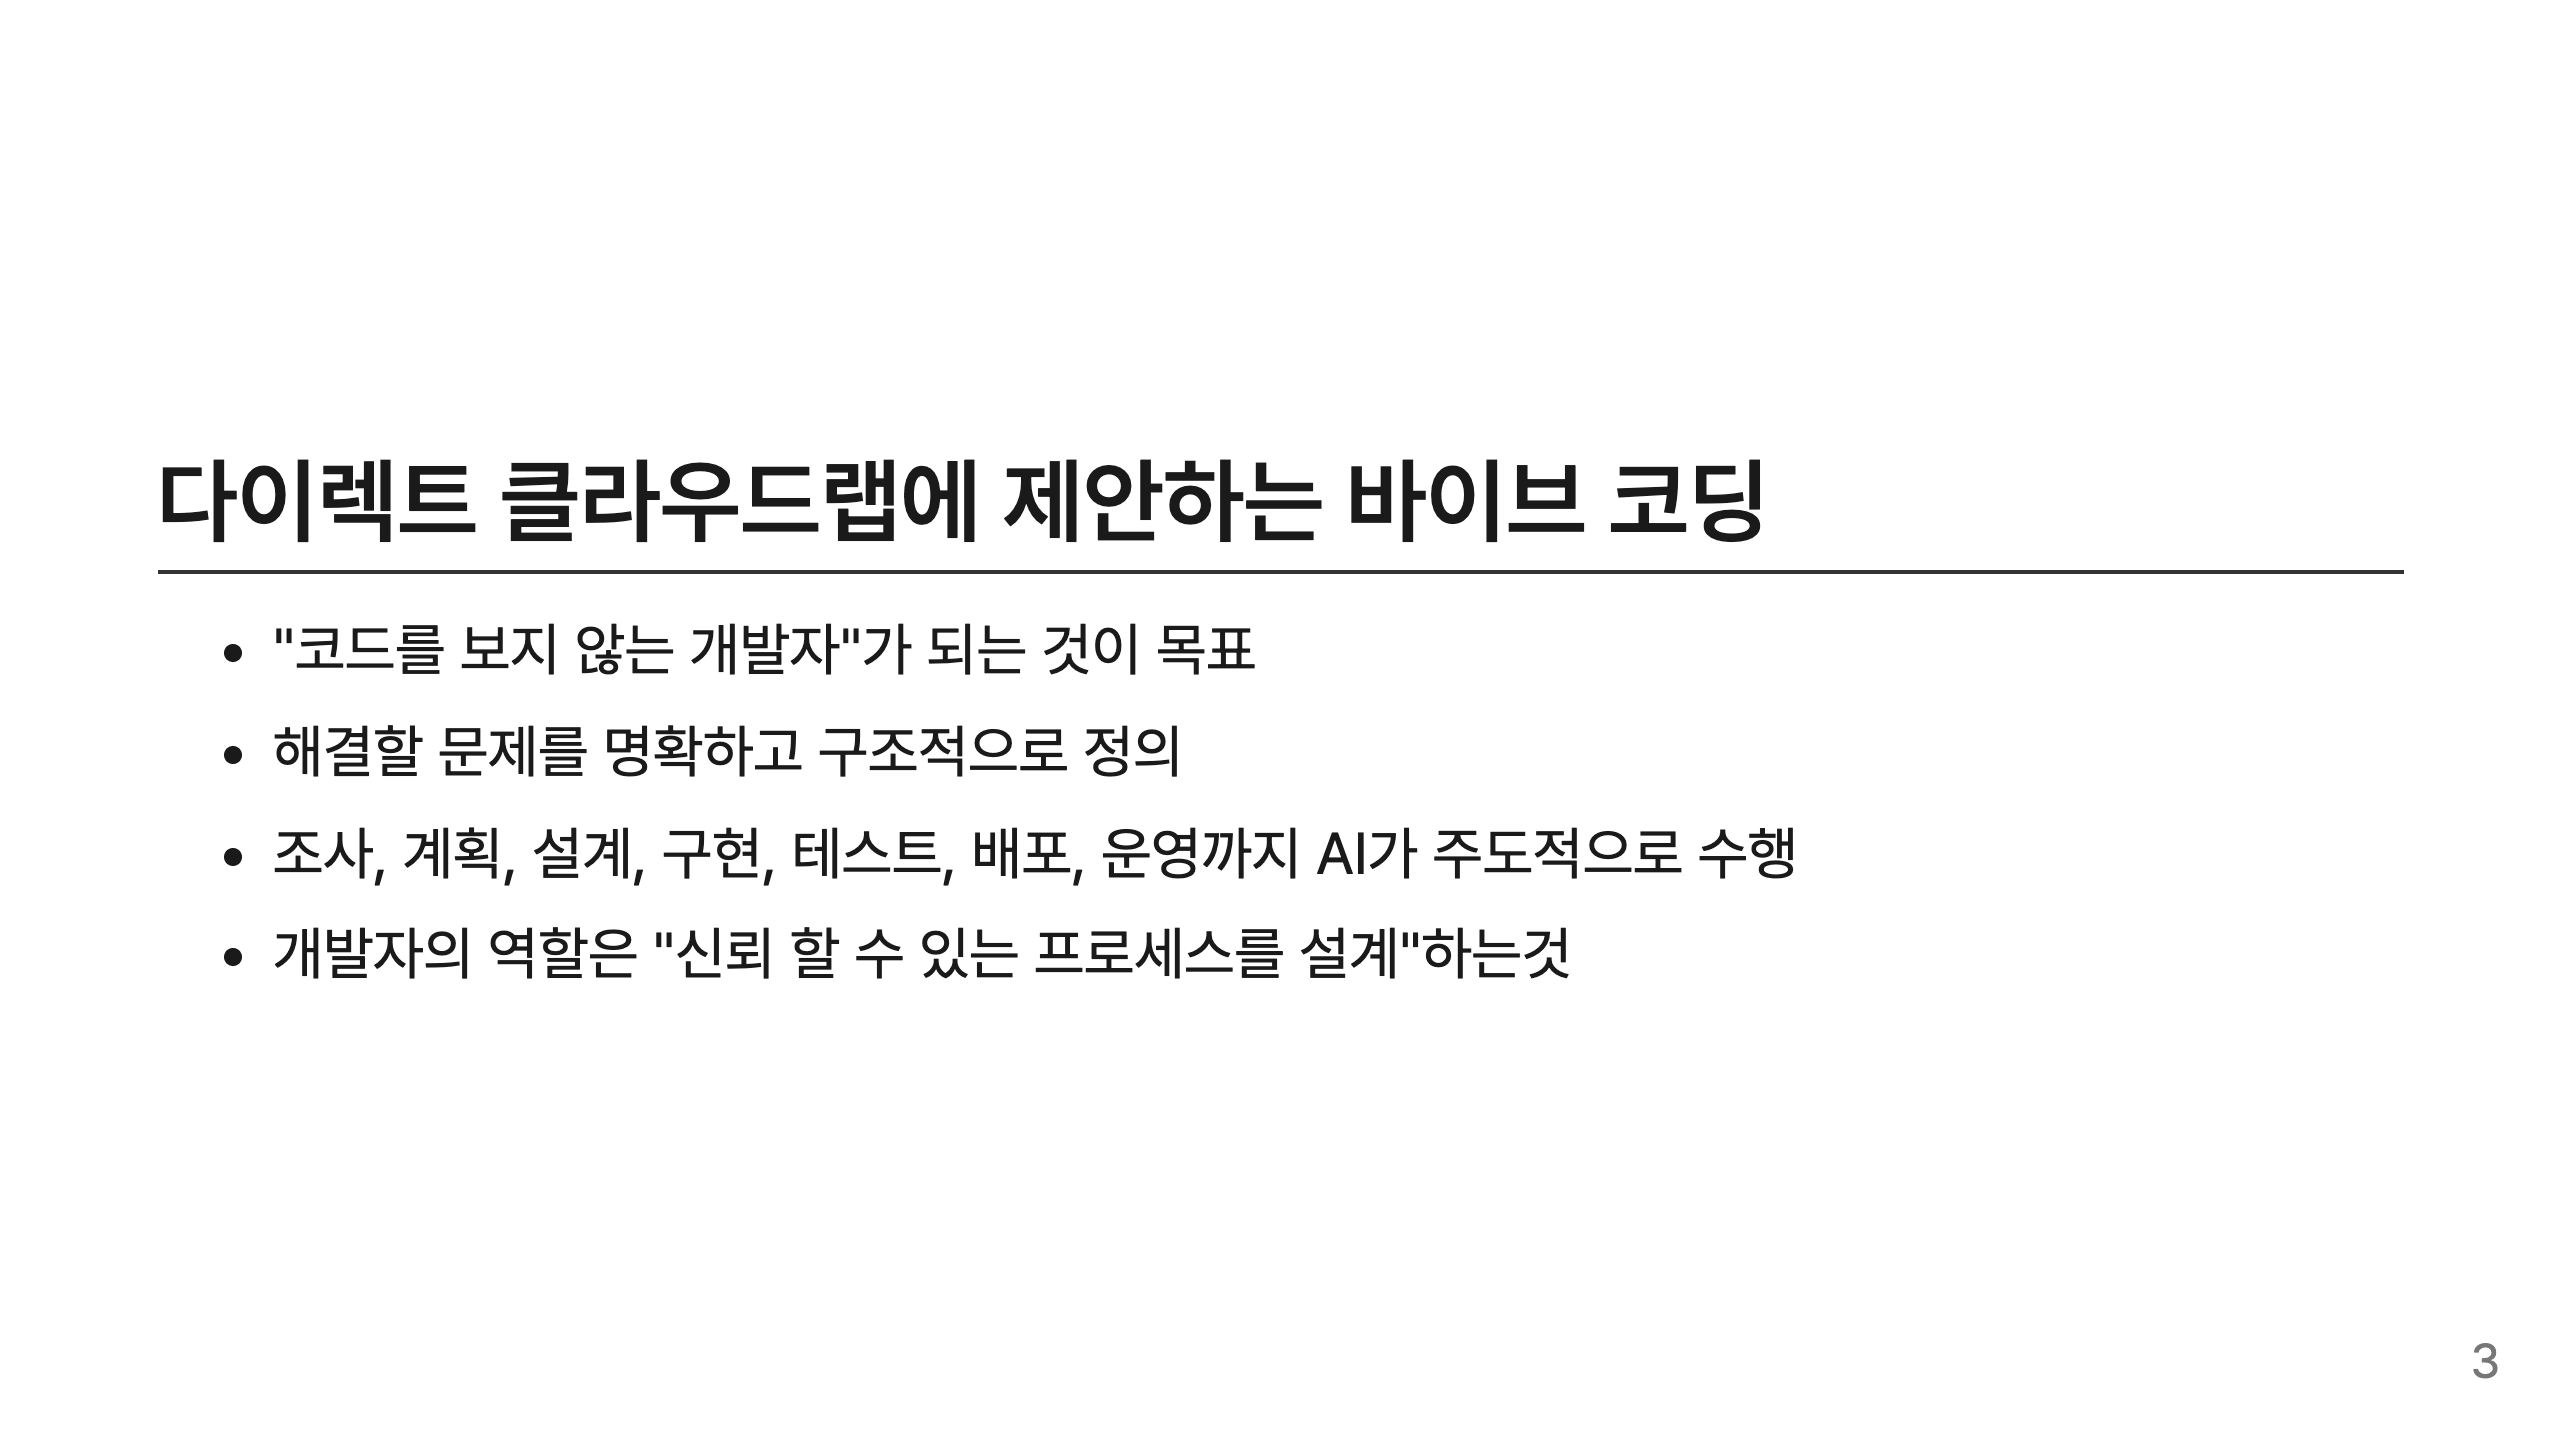 다이렉트 클라우드랩에 제안하는 바이브 코딩
• "코드를 보지 않는 개발자"가 되는 것이 목표
• 해결할 문제를 명확하고 구조적으로 정의
• 조사, 계획, 설계, 구현, 테스트, 배포, 운영까지 AI가 주도적으로 수행
• 개발자의 역할은 "신뢰 할 수 있는 프로세스를 설계"하는것
3